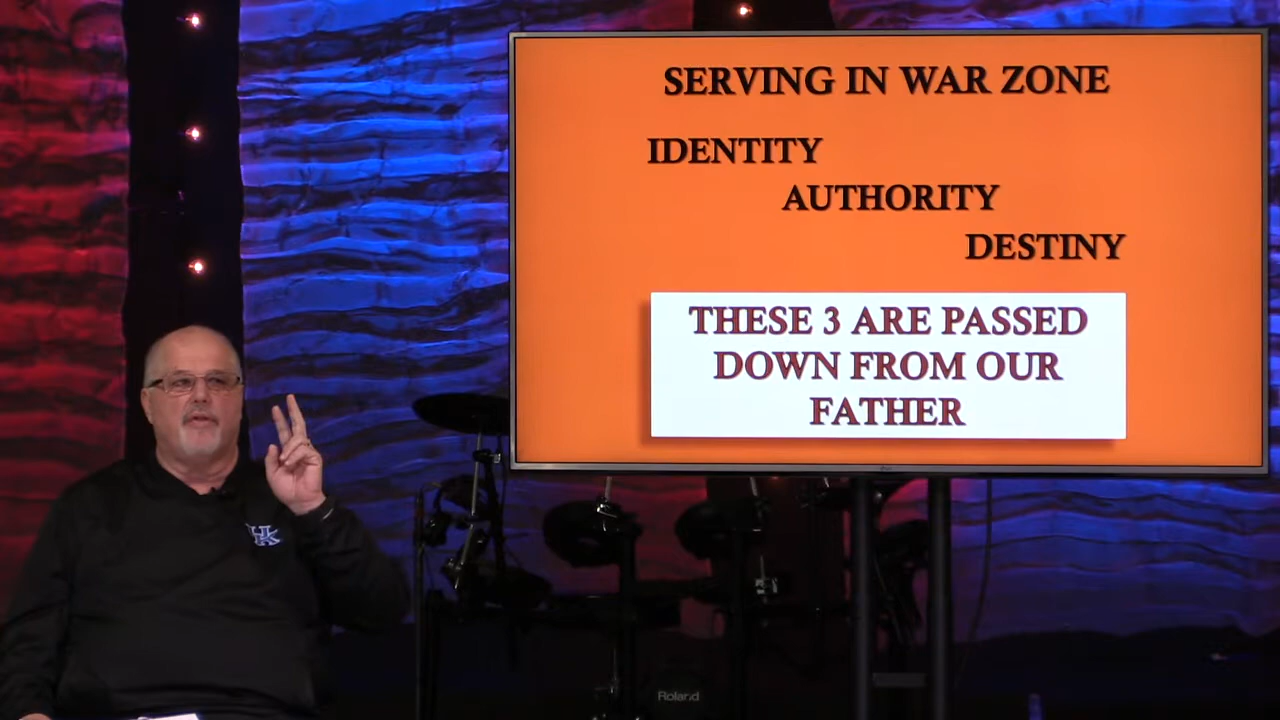 SERVING IN WAR ZONE
IDENTITY
AUTHORITY
DESTINY
THESE 3 ARE PASSED
DOWN FROM OUR
FATHER
UK
Roland